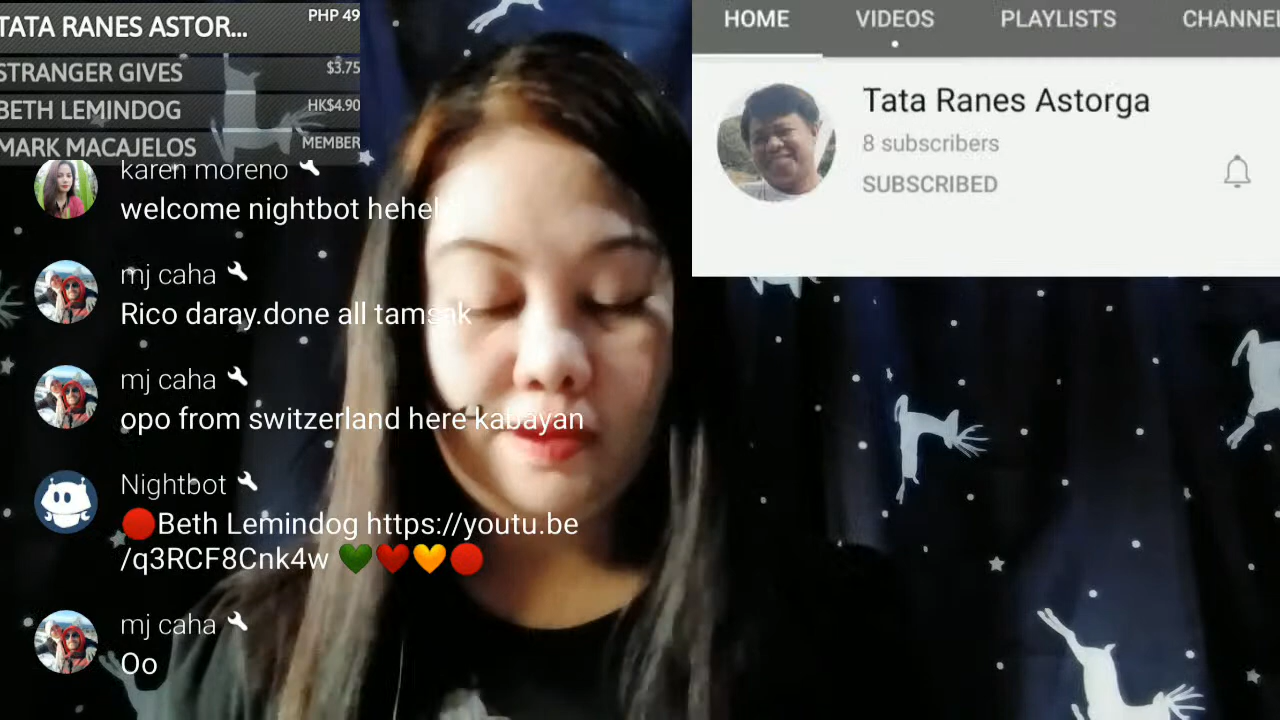 TATA RANES ASTOR...
PHP 49
STRANGER GIVES
$3.75
BETH LEMINDOG
HK$4.90
MARK MACAJELOS
MEMBER
karen moreno
welcome nightbot heheh
mj caha
Rico daray.done all tamsak
mj caha
opo from switzerland here kabayan
Nightbot
🔴Beth Lemindog https://youtu.be
/q3RCF8Cnk4w 💚❤️🧡🔴
mj caha
Oo
HOME VIDEOS PLAYLISTS CHANNEL
Tata Ranes Astorga
8 subscribers
SUBSCRIBED